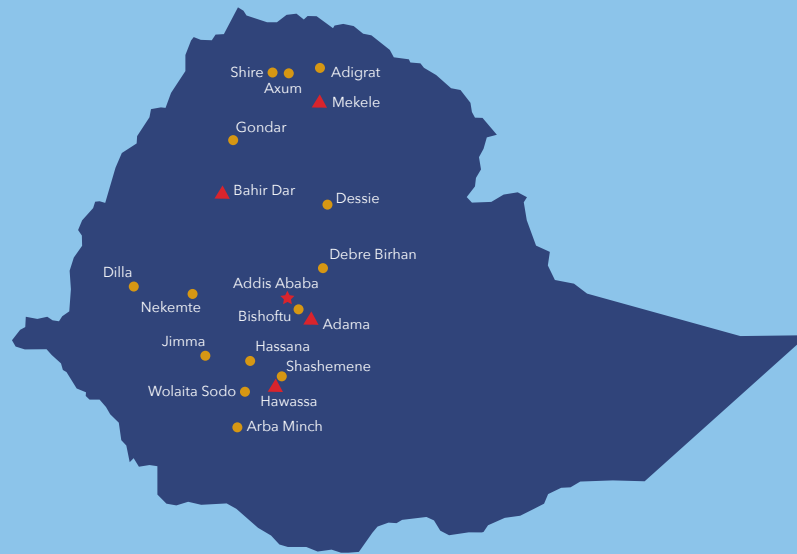 Shire
Adigrat
Axum
Mekele
Gondar
Bahir Dar
Dessie
Debre Birhan
Dilla
Addis Ababa
Nekemte
Bishoftu
Adama
Jimma
Hassana
Shashemene
Wolaita Sodo
Hawassa
Arba Minch